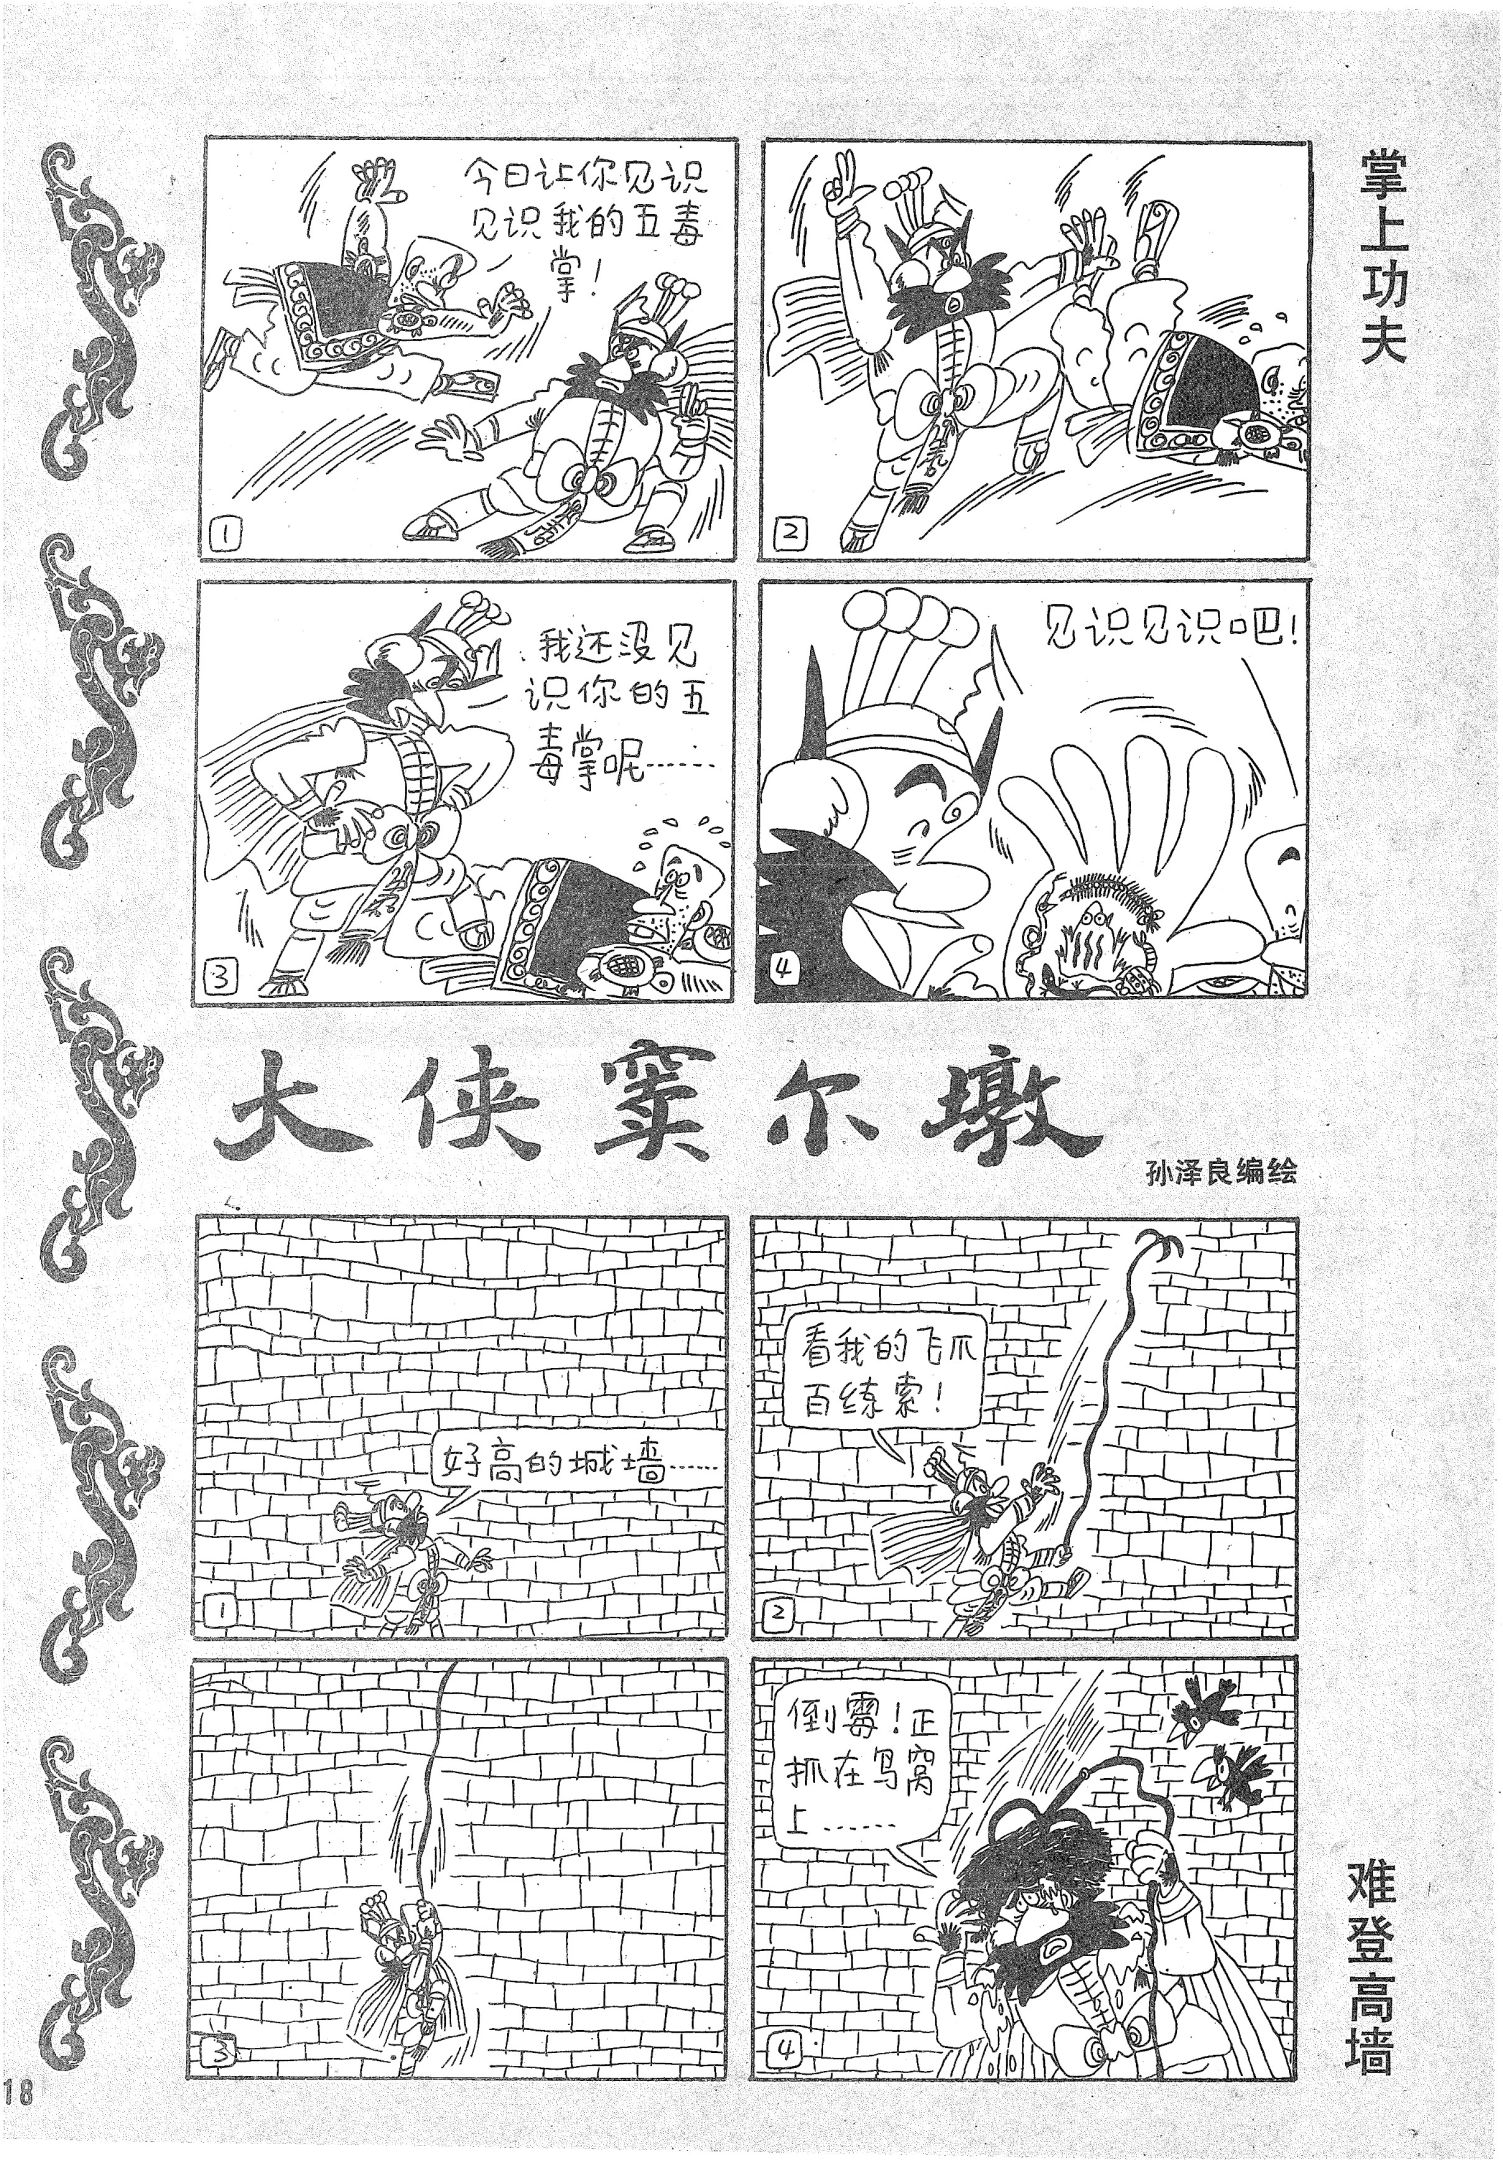 掌上功夫
今日让你见识
见识我的五毒
掌！
1
2
我还没见
识你的五
毒掌呢……
3
见识见识吧！
4
大侠窦尔墩
孙泽良编绘
好高的城墙……
1
看我的飞爪
百练索！
2
3
倒霉！正
抓在鸟窝
上……
4
难登高墙
18